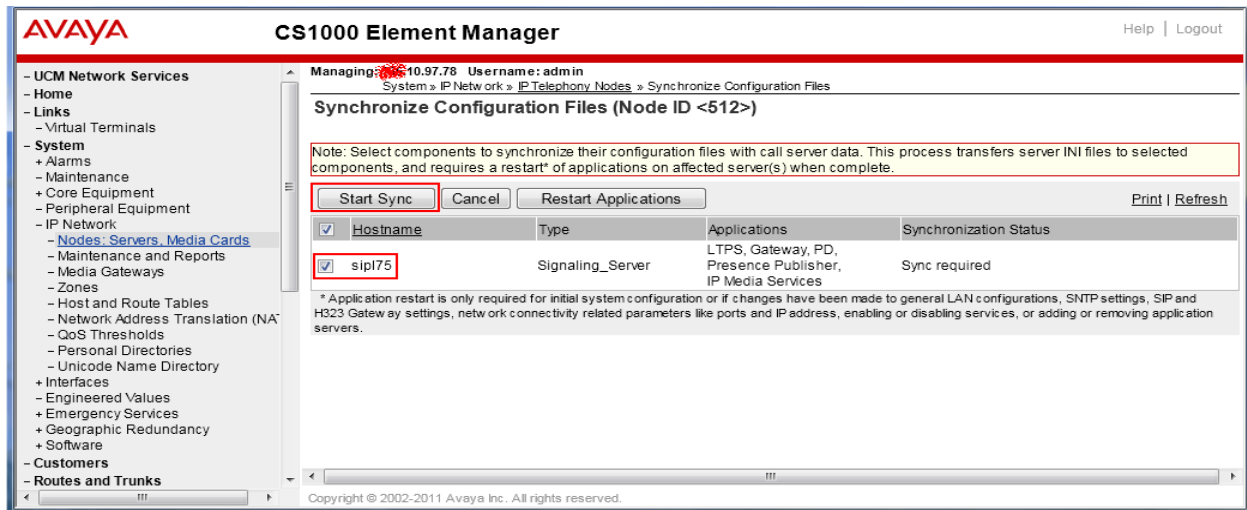 AVAYA
CS1000 Element Manager
Help | Logout
– UCM Network Services
– Home
– Links
– Virtual Terminals
– System
+ Alarms
– Maintenance
+ Core Equipment
– Peripheral Equipment
– IP Network
– Nodes: Servers, Media Cards
– Maintenance and Reports
– Media Gateways
– Zones
– Host and Route Tables
– Network Address Translation (NA
– QoS Thresholds
– Personal Directories
– Unicode Name Directory
+ Interfaces
– Engineered Values
+ Emergency Services
+ Geographic Redundancy
+ Software
– Customers
– Routes and Trunks
Managing: 10.97.78 Username: admin
System » IP Network » IP Telephony Nodes » Synchronize Configuration Files
Synchronize Configuration Files (Node ID <512>)
Note: Select components to synchronize their configuration files with call server data. This process transfers server INI files to selected
components, and requires a restart* of applications on affected server(s) when complete.
Start Sync Cancel Restart Applications Print | Refresh
Hostname Type Applications Synchronization Status
LTPS, Gateway, PD,
sipl75 Signaling_Server Presence Publisher, Sync required
IP Media Services
* Application restart is only required for initial system configuration or if changes have been made to general LAN configurations, SNTP settings, SIP and
H323 Gateway settings, network connectivity related parameters like ports and IP address, enabling or disabling services, or adding or removing application
servers.
Copyright © 2002-2011 Avaya Inc. All rights reserved.